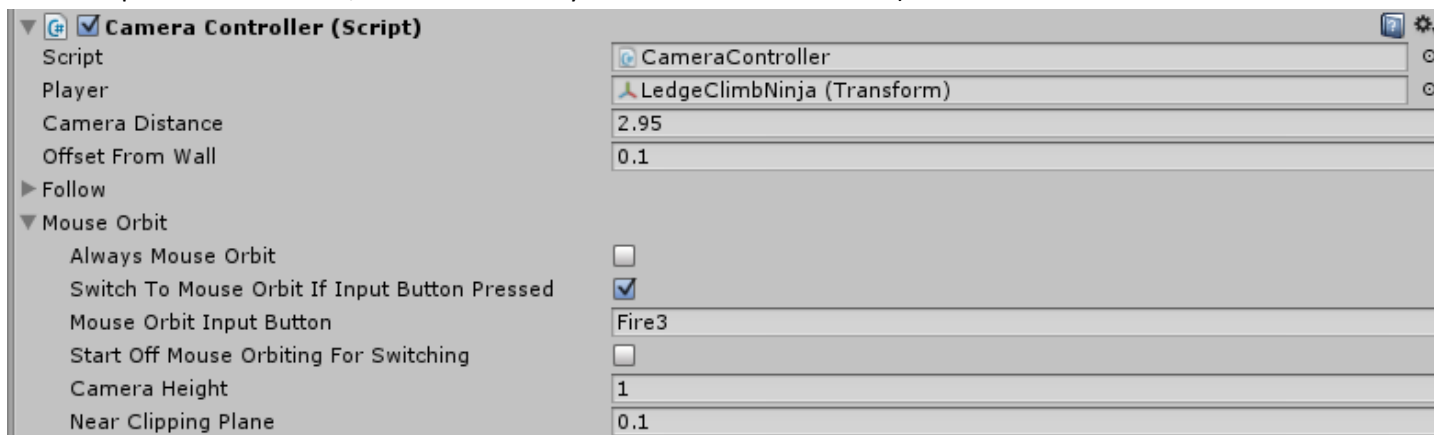 Camera Controller (Script)
Script CameraController
Player LedgeClimbNinja (Transform)
Camera Distance 2.95
Offset From Wall 0.1
Follow
Mouse Orbit
Always Mouse Orbit
Switch To Mouse Orbit If Input Button Pressed
Mouse Orbit Input Button Fire3
Start Off Mouse Orbiting For Switching
Camera Height 1
Near Clipping Plane 0.1